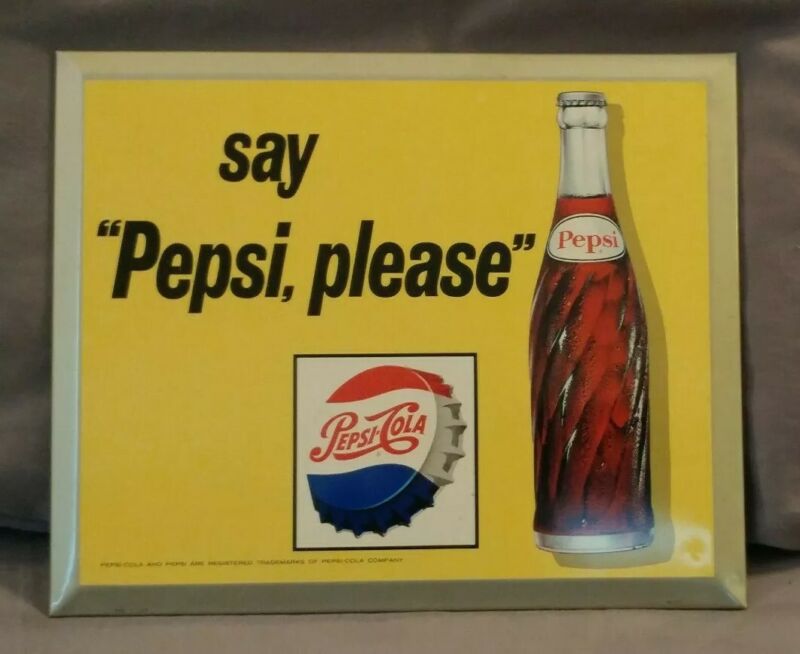 say
"Pepsi, please"
Pepsi
PEPSI-COLA
PEPSI-COLA AND PEPSI ARE REGISTERED TRADEMARKS OF PEPSI-COLA COMPANY